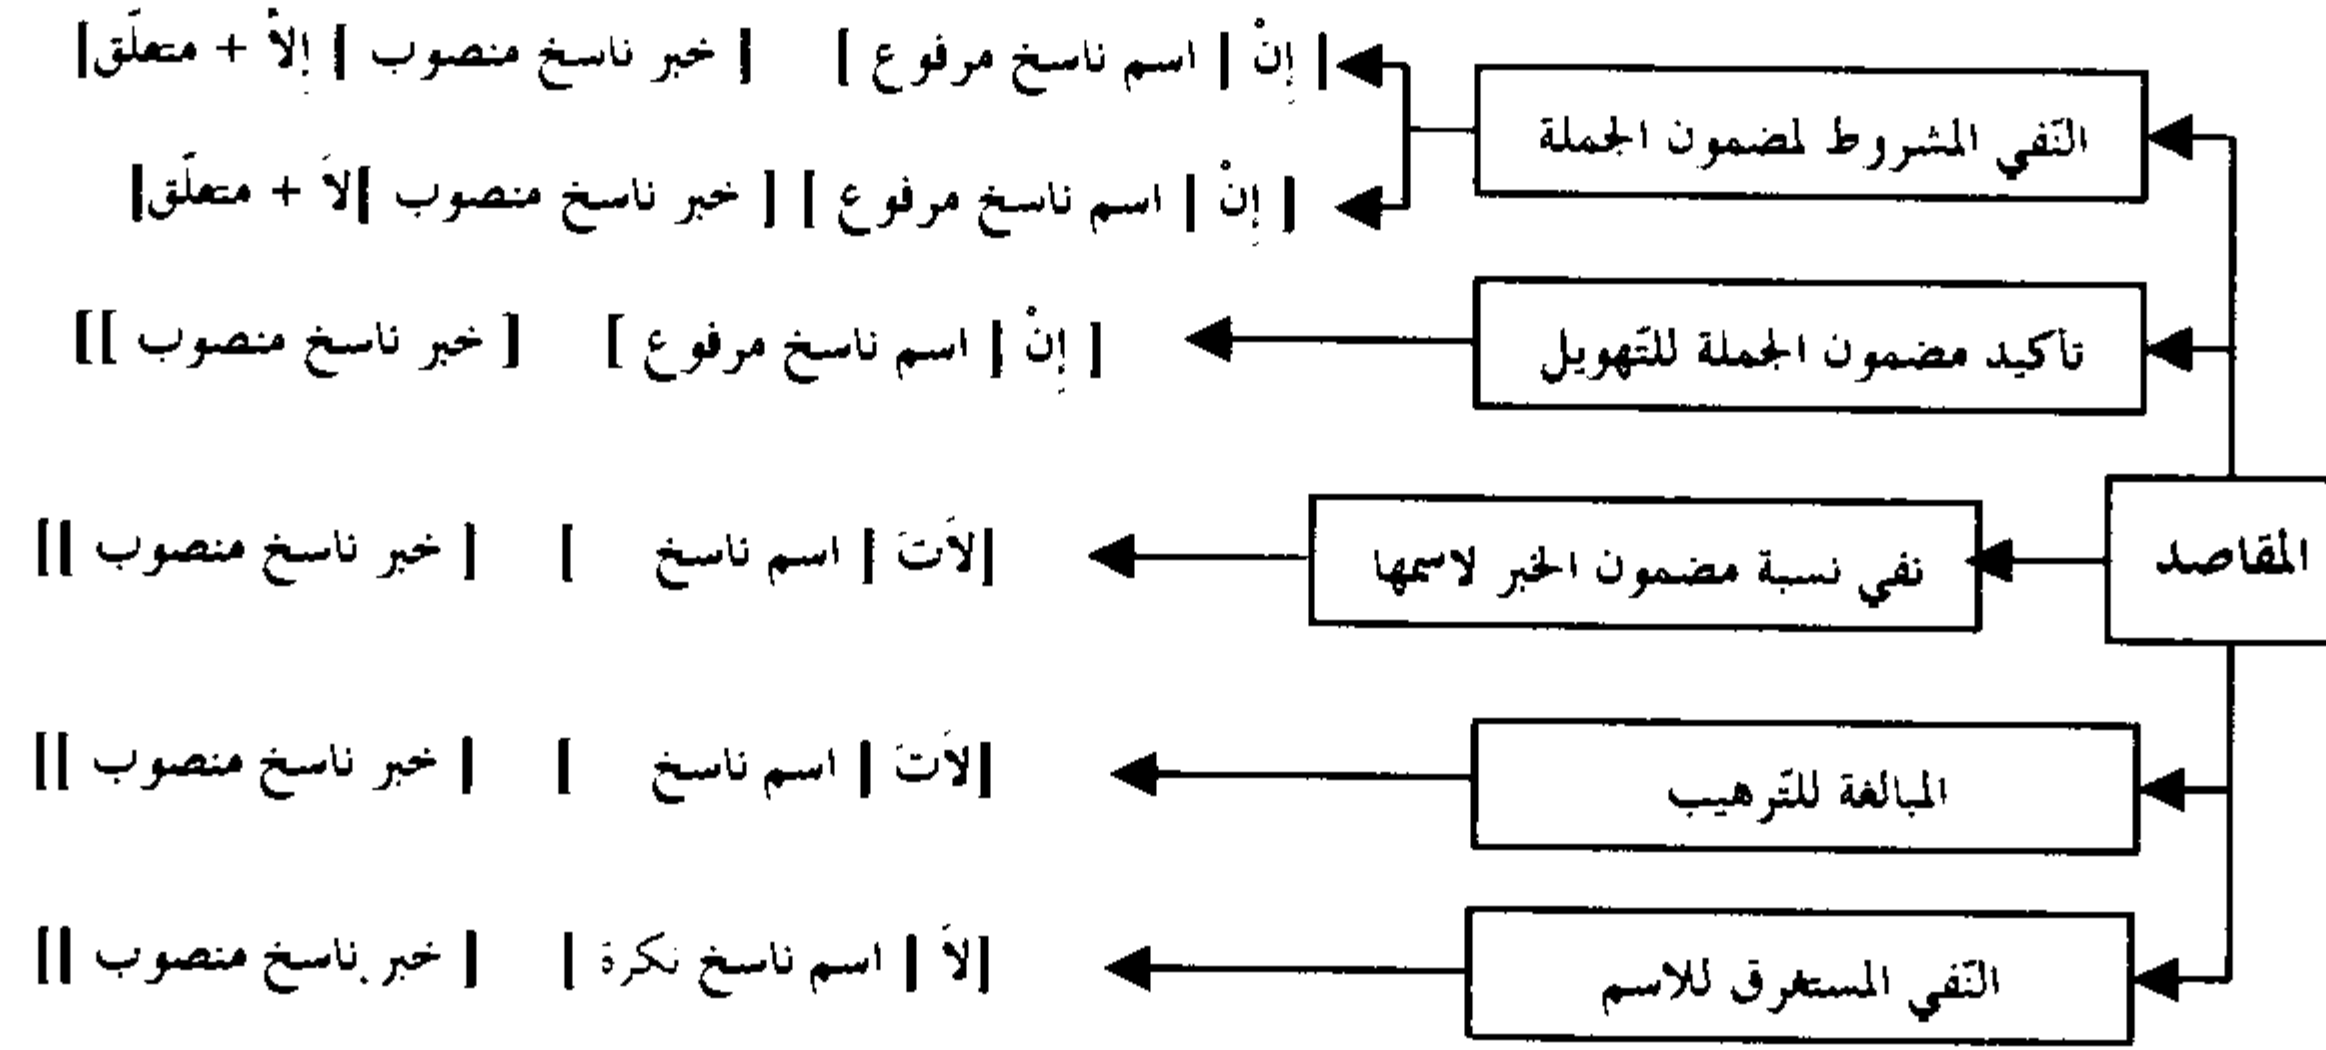 [ إِنْ [ اسم ناسخ مرفوع ] [ خبر ناسخ منصوب ] إلاَّ + متعلّق]
النّفي المشروط لمضمون الجملة
[ إِنْ [ اسم ناسخ مرفوع ] [ خبر ناسخ منصوب ]لاَ + متعلّق]
تأكيد مضمون الجملة للتّهويل
[ إِنْ [ اسم ناسخ مرفوع ] [ خبر ناسخ منصوب ]]
المقاصد
نفي نسبة مضمون الخبر لاسمها
[لاَتَ [ اسم ناسخ ] [ خبر ناسخ منصوب ]]
المبالغة للتّرهيب
[لاَتَ [ اسم ناسخ ] [ خبر ناسخ منصوب ]]
النّفي المستغرق للاسم
[لاَ [ اسم ناسخ نكرة ] [ خبر ناسخ منصوب ]]